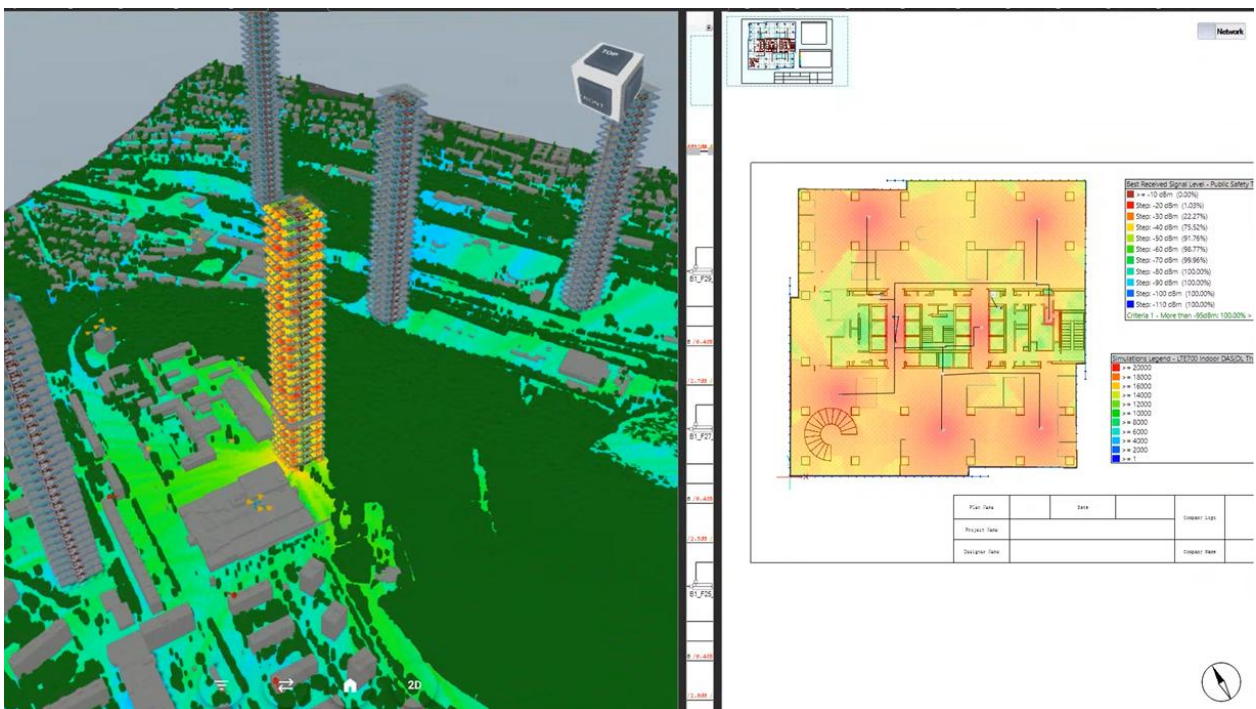 TOP
FRONT
2D
B1_F29_
B1_F27_
B1_F25_
Network
Best Received Signal Level - Public Safety T
>= -10 dBm (0.00%)
Step: -20 dBm (1.03%)
Step: -30 dBm (22.27%)
Step: -40 dBm (75.52%)
Step: -50 dBm (91.76%)
Step: -60 dBm (98.77%)
Step: -70 dBm (99.96%)
Step: -80 dBm (100.00%)
Step: -90 dBm (100.00%)
Step: -100 dBm (100.00%)
Step: -110 dBm (100.00%)
Criteria 1 - More than -95dBm: 100.00% >
Simulations Legend - LTE700 Indoor DAS(DL Th
>= 20000
>= 18000
>= 16000
>= 14000
>= 12000
>= 10000
>= 8000
>= 6000
>= 4000
>= 2000
>= 1
Plan Name
Date
Company Logo
Project Name
Designer Name
Company Name